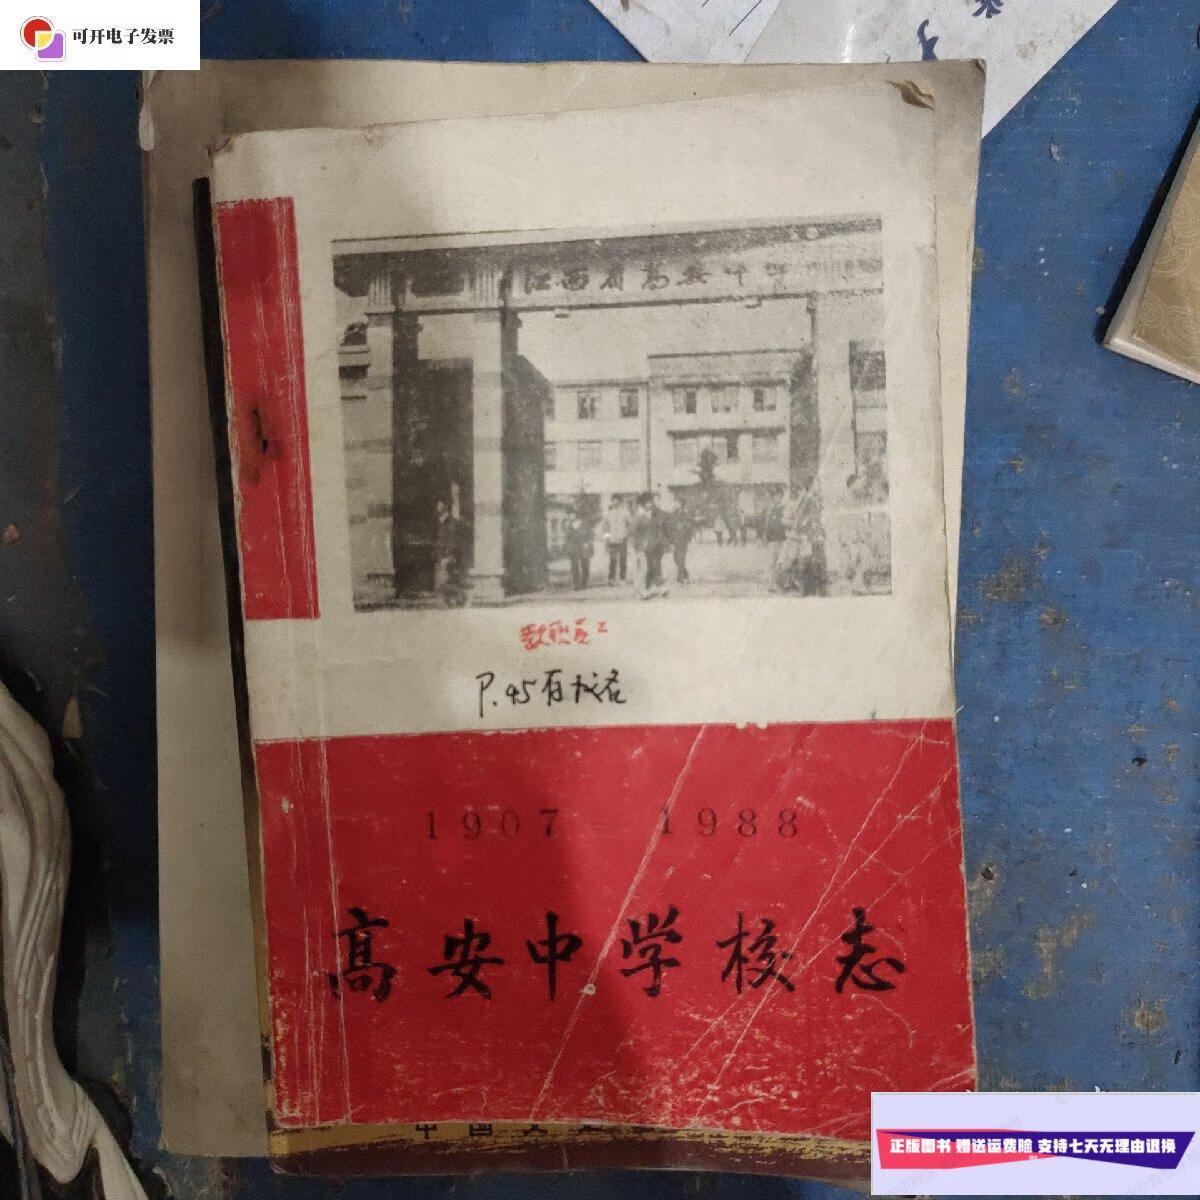 可开电子发票
江西省高安中学
教职员工
P.45有校名
1907 1988
高安中学校志
正版图书 赠送运费险 支持七天无理由退换